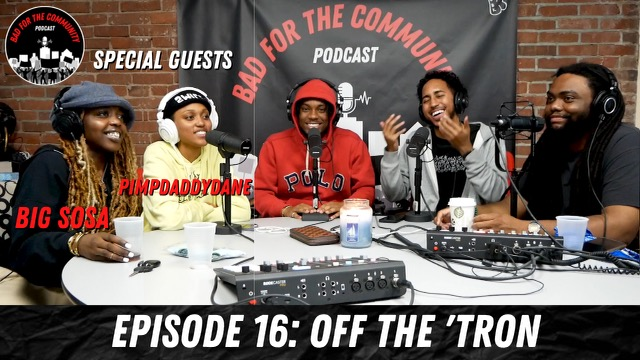 BAD FOR THE COMMUNITY
PODCAST
SPECIAL GUESTS
BAD FOR THE COMMUN
PODCAST
PIMPDADDYDANE
BIG SOSA
POLO
RODECASTER
EPISODE 16: OFF THE 'TRON